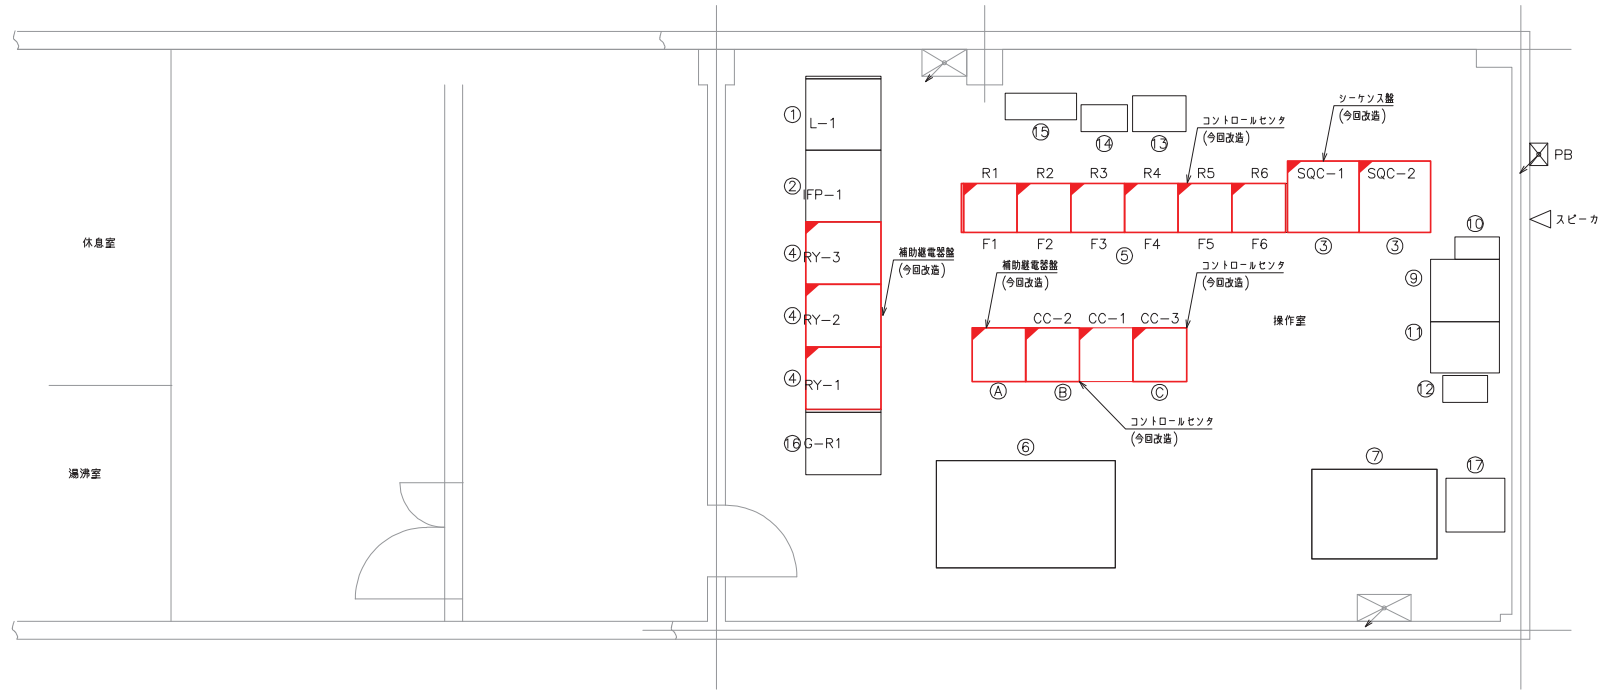 シーケンス盤
(今回改造)
コントロールセンタ
(今回改造)
① L-1
⑮ ⑭ ⑬
PB
R1 R2 R3 R4 R5 R6 SQC-1 SQC-2
② IFP-1
スピーカ
⑩
休息室
F1 F2 F3 F4 F5 F6 ③ ③
⑤
④ RY-3
補助継電器盤
(今回改造)
補助継電器盤
(今回改造)
コントロールセンタ
(今回改造)
⑨
④ RY-2
CC-2 CC-1 CC-3
操作室
⑪
④ RY-1
Ⓐ Ⓑ Ⓒ
⑫
コントロールセンタ
(今回改造)
⑯ G-R1
⑥
⑦
⑰
湯沸室